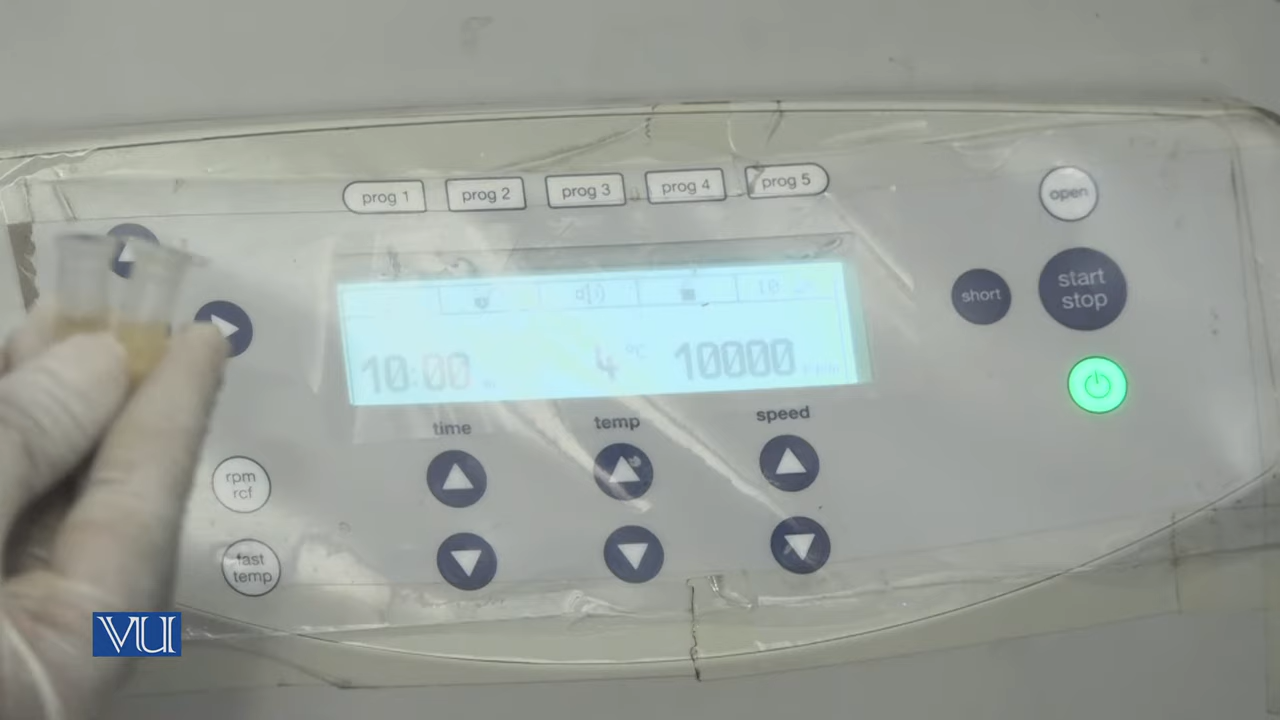 prog 1 prog 2 prog 3 prog 4 prog 5
open
short
start
stop
10:00 4 °C 10000
time temp speed
rpm
rcf
fast
temp
VU